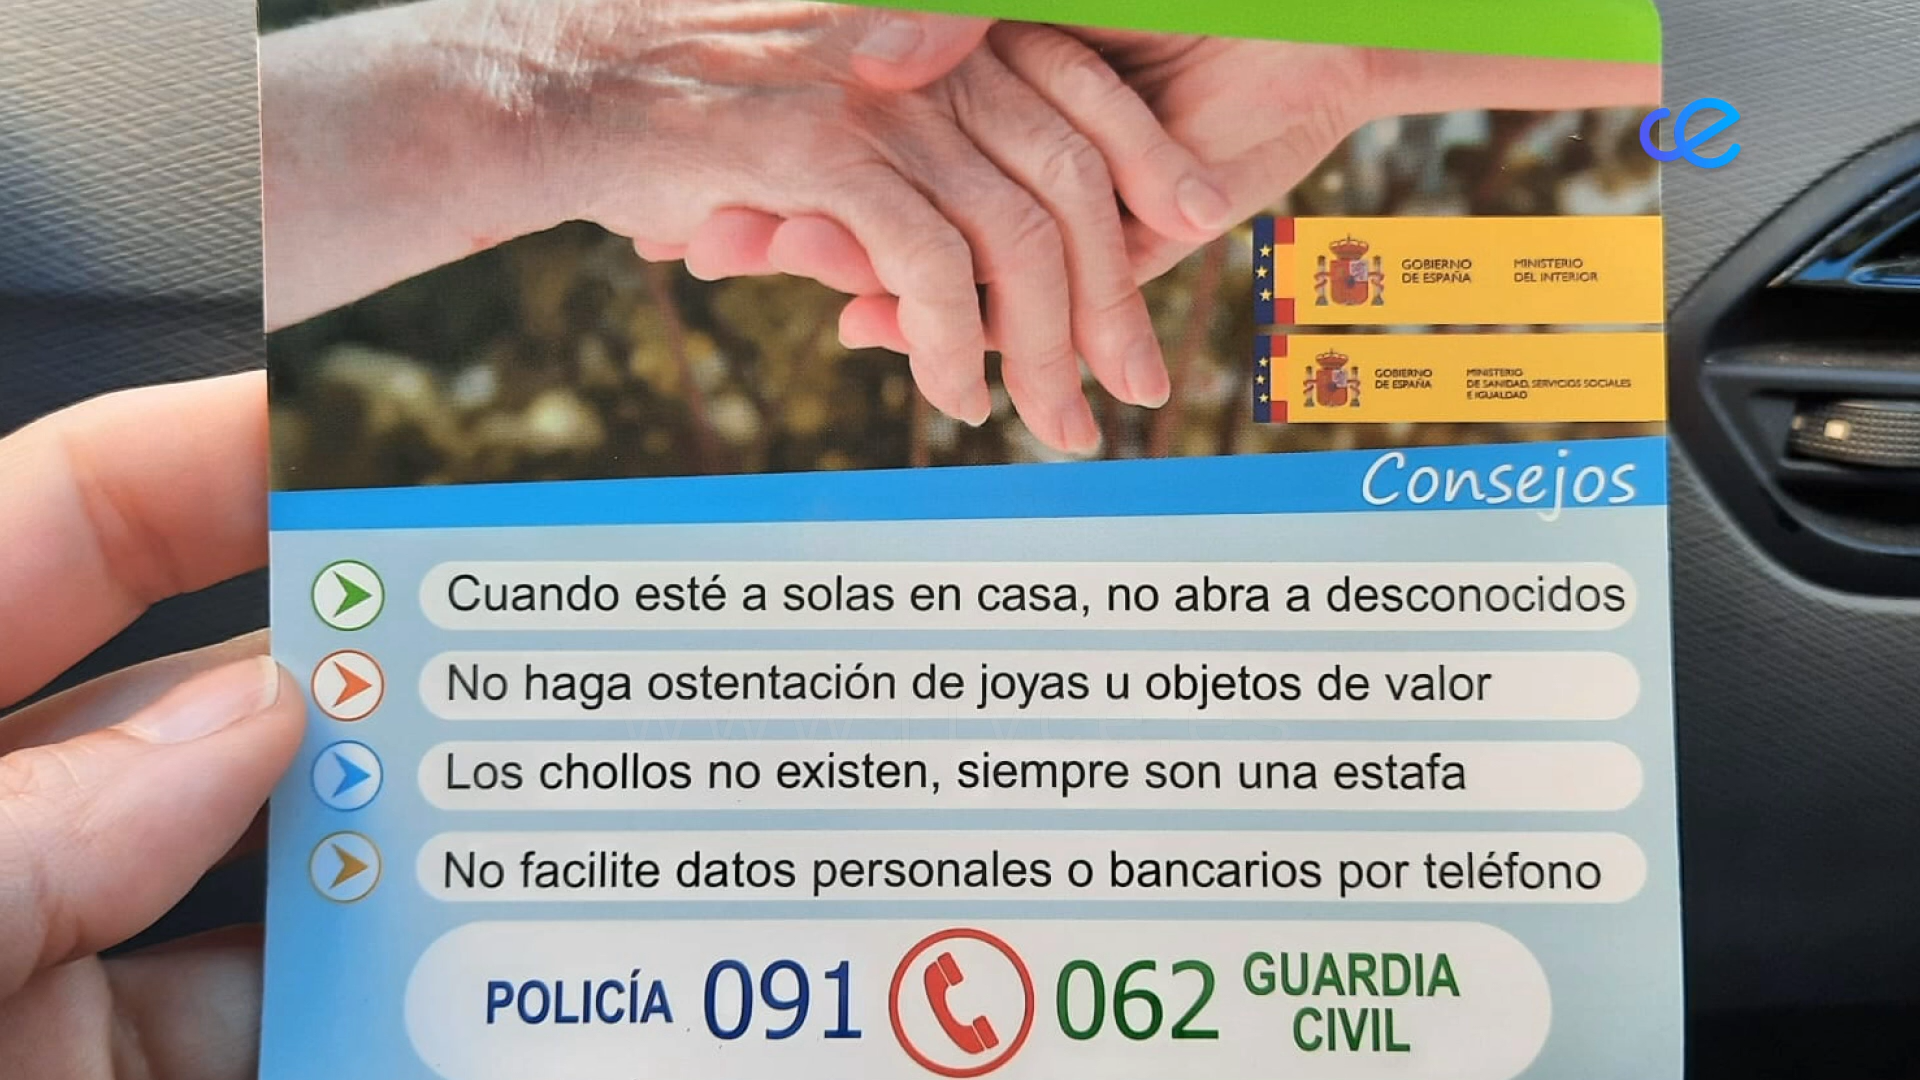 GOBIERNO DE ESPAÑA
MINISTERIO DEL INTERIOR
GOBIERNO DE ESPAÑA
MINISTERIO DE SANIDAD, SERVICIOS SOCIALES E IGUALDAD
Consejos
Cuando esté a solas en casa, no abra a desconocidos
No haga ostentación de joyas u objetos de valor
Los chollos no existen, siempre son una estafa
No facilite datos personales o bancarios por teléfono
POLICÍA 091 062 GUARDIA CIVIL